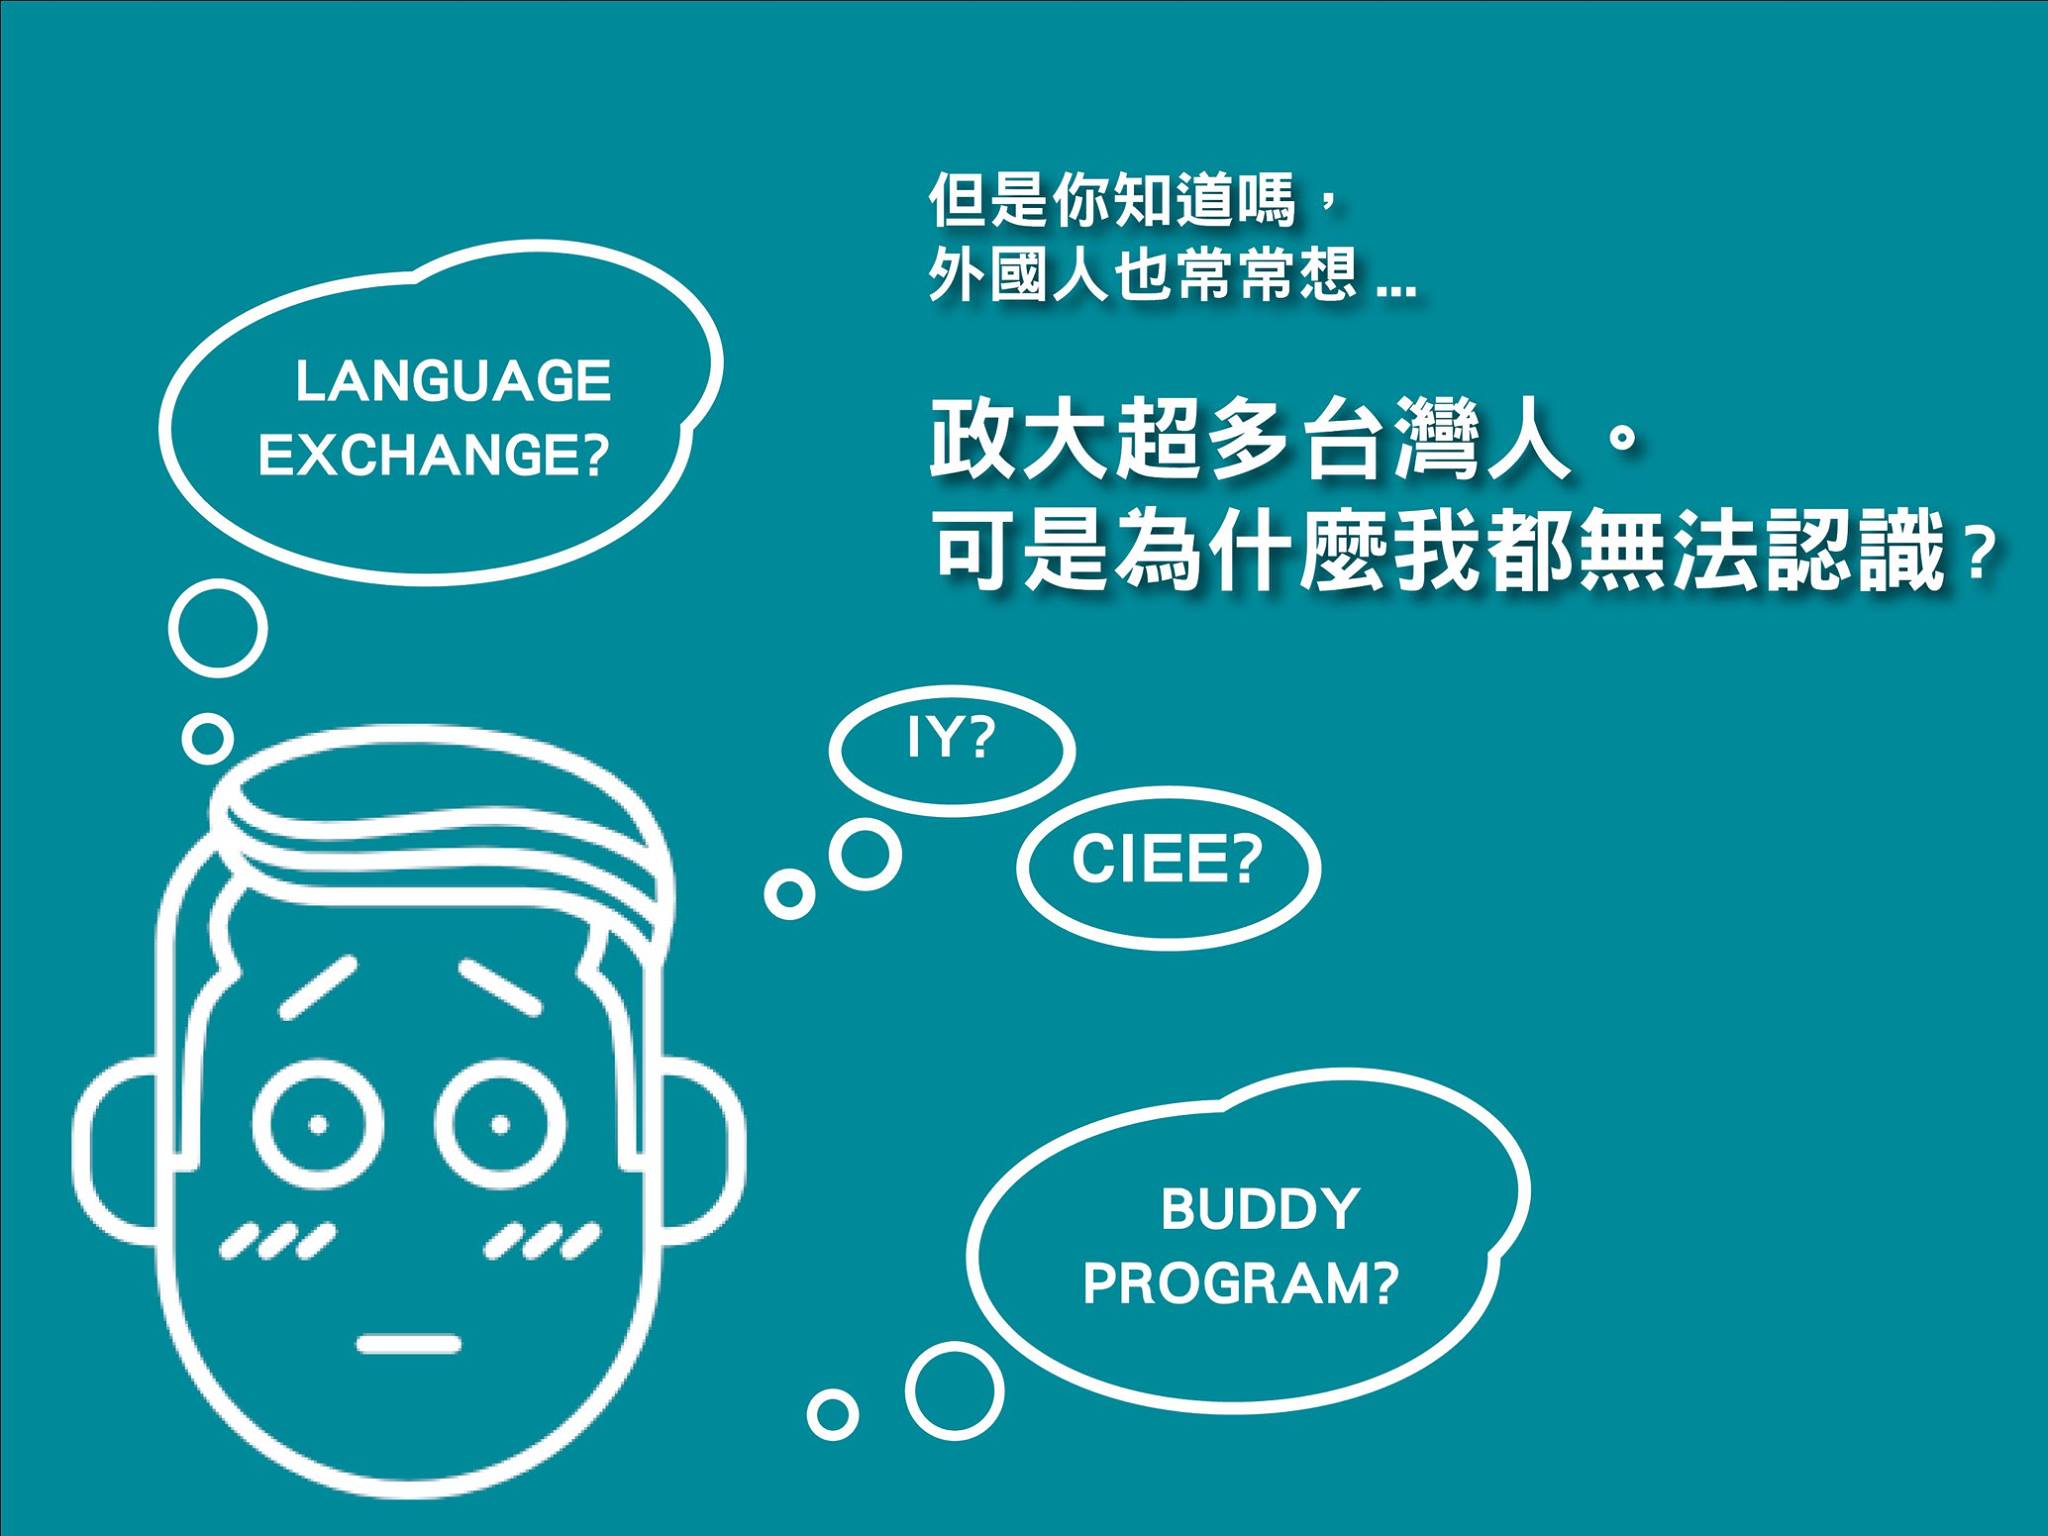 但是你知道嗎，
外國人也常常想...
政大超多台灣人。
可是為什麼我都無法認識？
LANGUAGE
EXCHANGE?
IY?
CIEE?
BUDDY
PROGRAM?